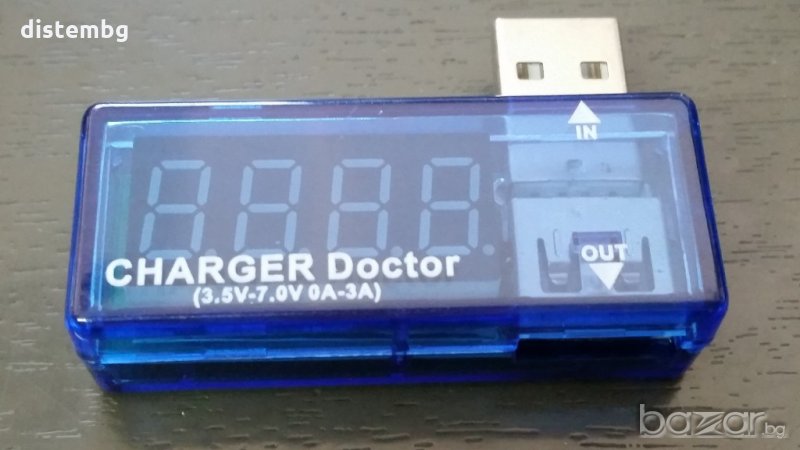 distembg
IN
OUT
CHARGER Doctor
(3.5V-7.0V 0A-3A)
bazar.bg